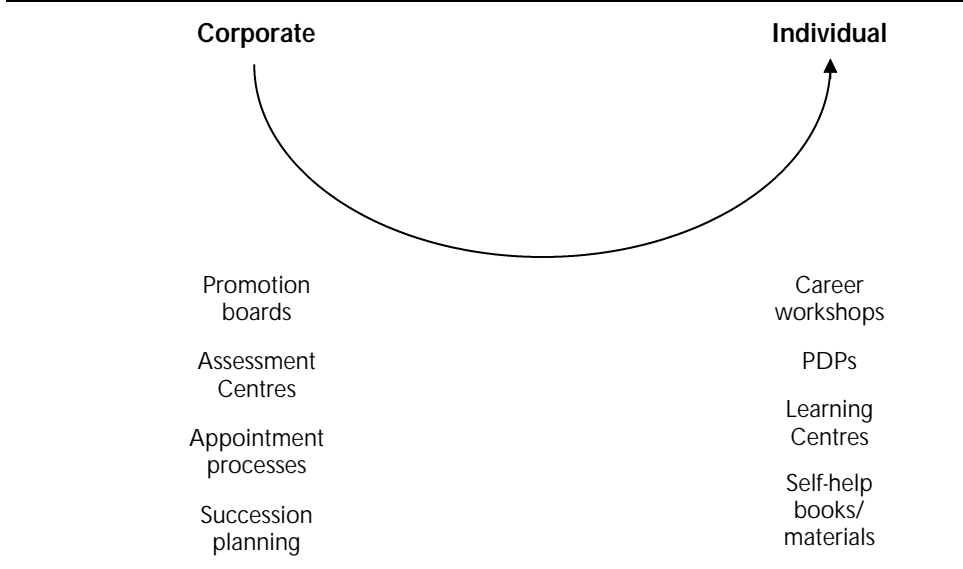 Corporate
Individual
Promotion
boards
Assessment
Centres
Appointment
processes
Succession
planning
Career
workshops
PDPs
Learning
Centres
Self-help
books/
materials